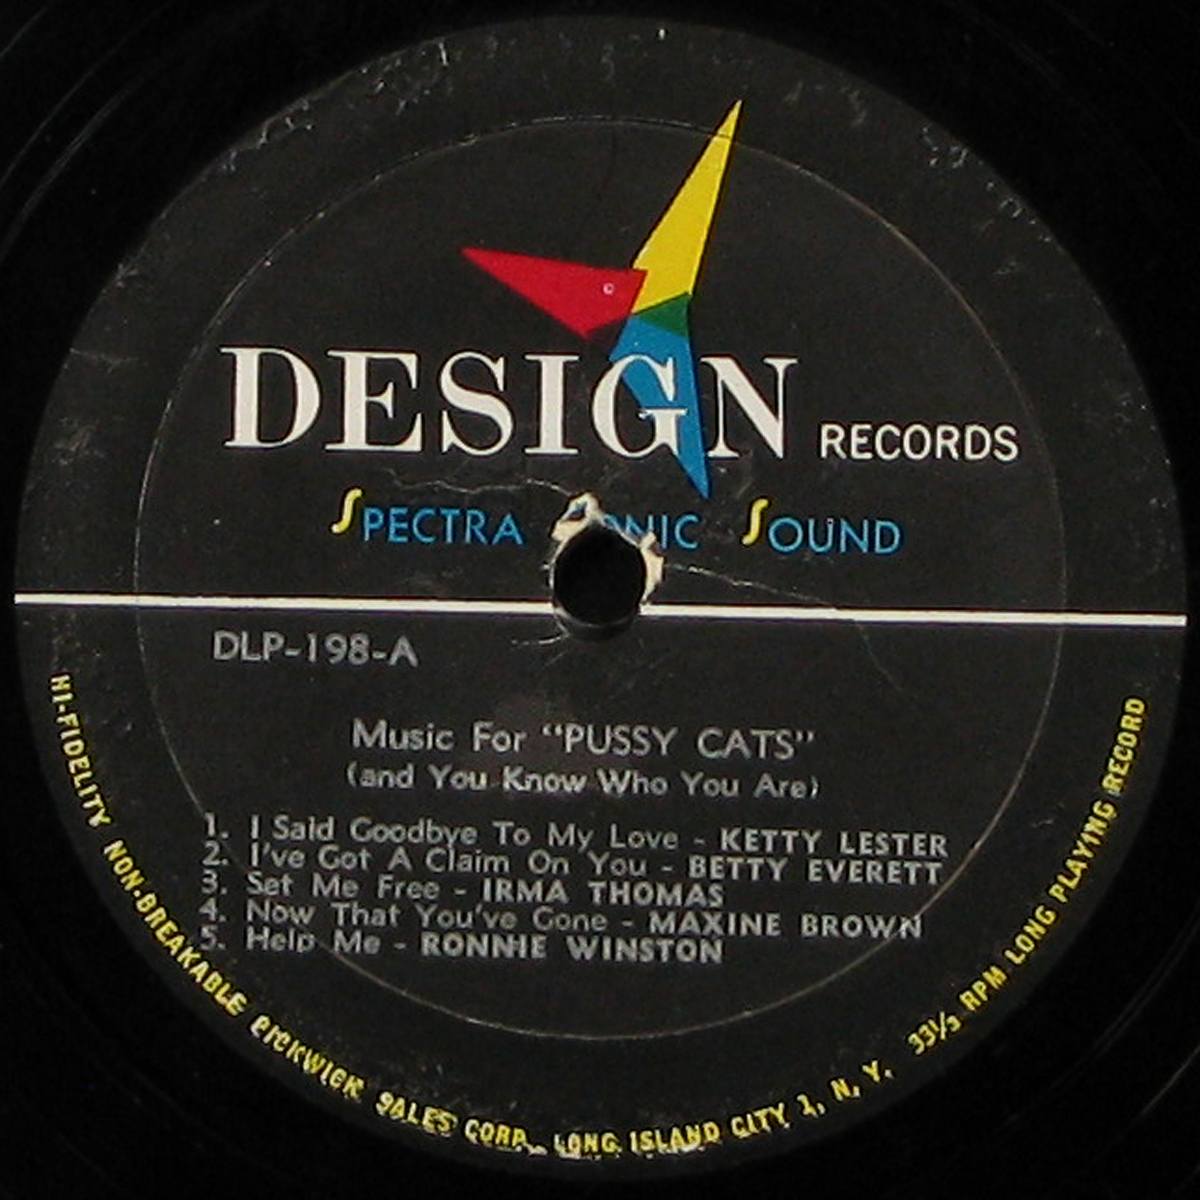 ©
DESIGN RECORDS
SPECTRA SONIC SOUND
DLP-198-A
Music For "PUSSY CATS"
(and You Know Who You Are)
1. I Said Goodbye To My Love - KETTY LESTER
2. I've Got A Claim On You - BETTY EVERETT
3. Set Me Free - IRMA THOMAS
4. Now That You've Gone - MAXINE BROWN
5. Help Me - RONNIE WINSTON
HI-FIDELITY NON-BREAKABLE PICKWICK SALES CORP., LONG ISLAND CITY 1, N. Y. 33⅓ RPM LONG PLAYING RECORD